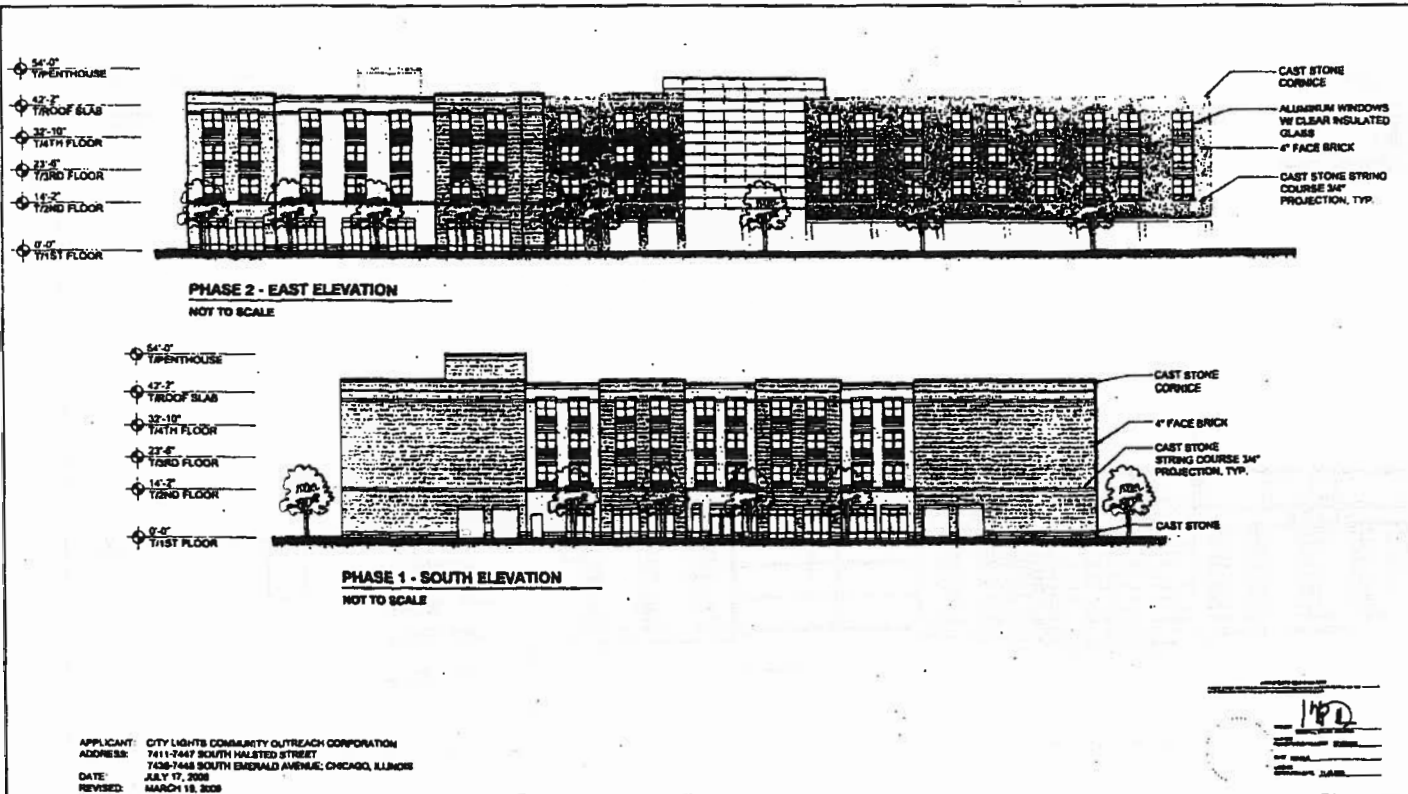 54'-0"
T/PENTHOUSE
42'-2"
T/ROOF SLAB
32'-10"
T/4TH FLOOR
23'-6"
T/3RD FLOOR
14'-2"
T/2ND FLOOR
0'-0"
T/1ST FLOOR
CAST STONE
CORNICE
ALUMINUM WINDOWS
W/ CLEAR INSULATED
GLASS
4" FACE BRICK
CAST STONE STRING
COURSE 3/4"
PROJECTION, TYP.
PHASE 2 - EAST ELEVATION
NOT TO SCALE
54'-0"
T/PENTHOUSE
42'-2"
T/ROOF SLAB
32'-10"
T/4TH FLOOR
23'-6"
T/3RD FLOOR
14'-2"
T/2ND FLOOR
0'-0"
T/1ST FLOOR
CAST STONE
CORNICE
4" FACE BRICK
CAST STONE
STRING COURSE 3/4"
PROJECTION, TYP.
CAST STONE
PHASE 1 - SOUTH ELEVATION
NOT TO SCALE
APPLICANT: CITY LIGHTS COMMUNITY OUTREACH CORPORATION
ADDRESS: 7411-7447 SOUTH HALSTED STREET
SOUTH EMERALD AVENUE; CHICAGO, ILLINOIS
DATE: JULY 17, 2008
REVISED: MARCH 19, 2009